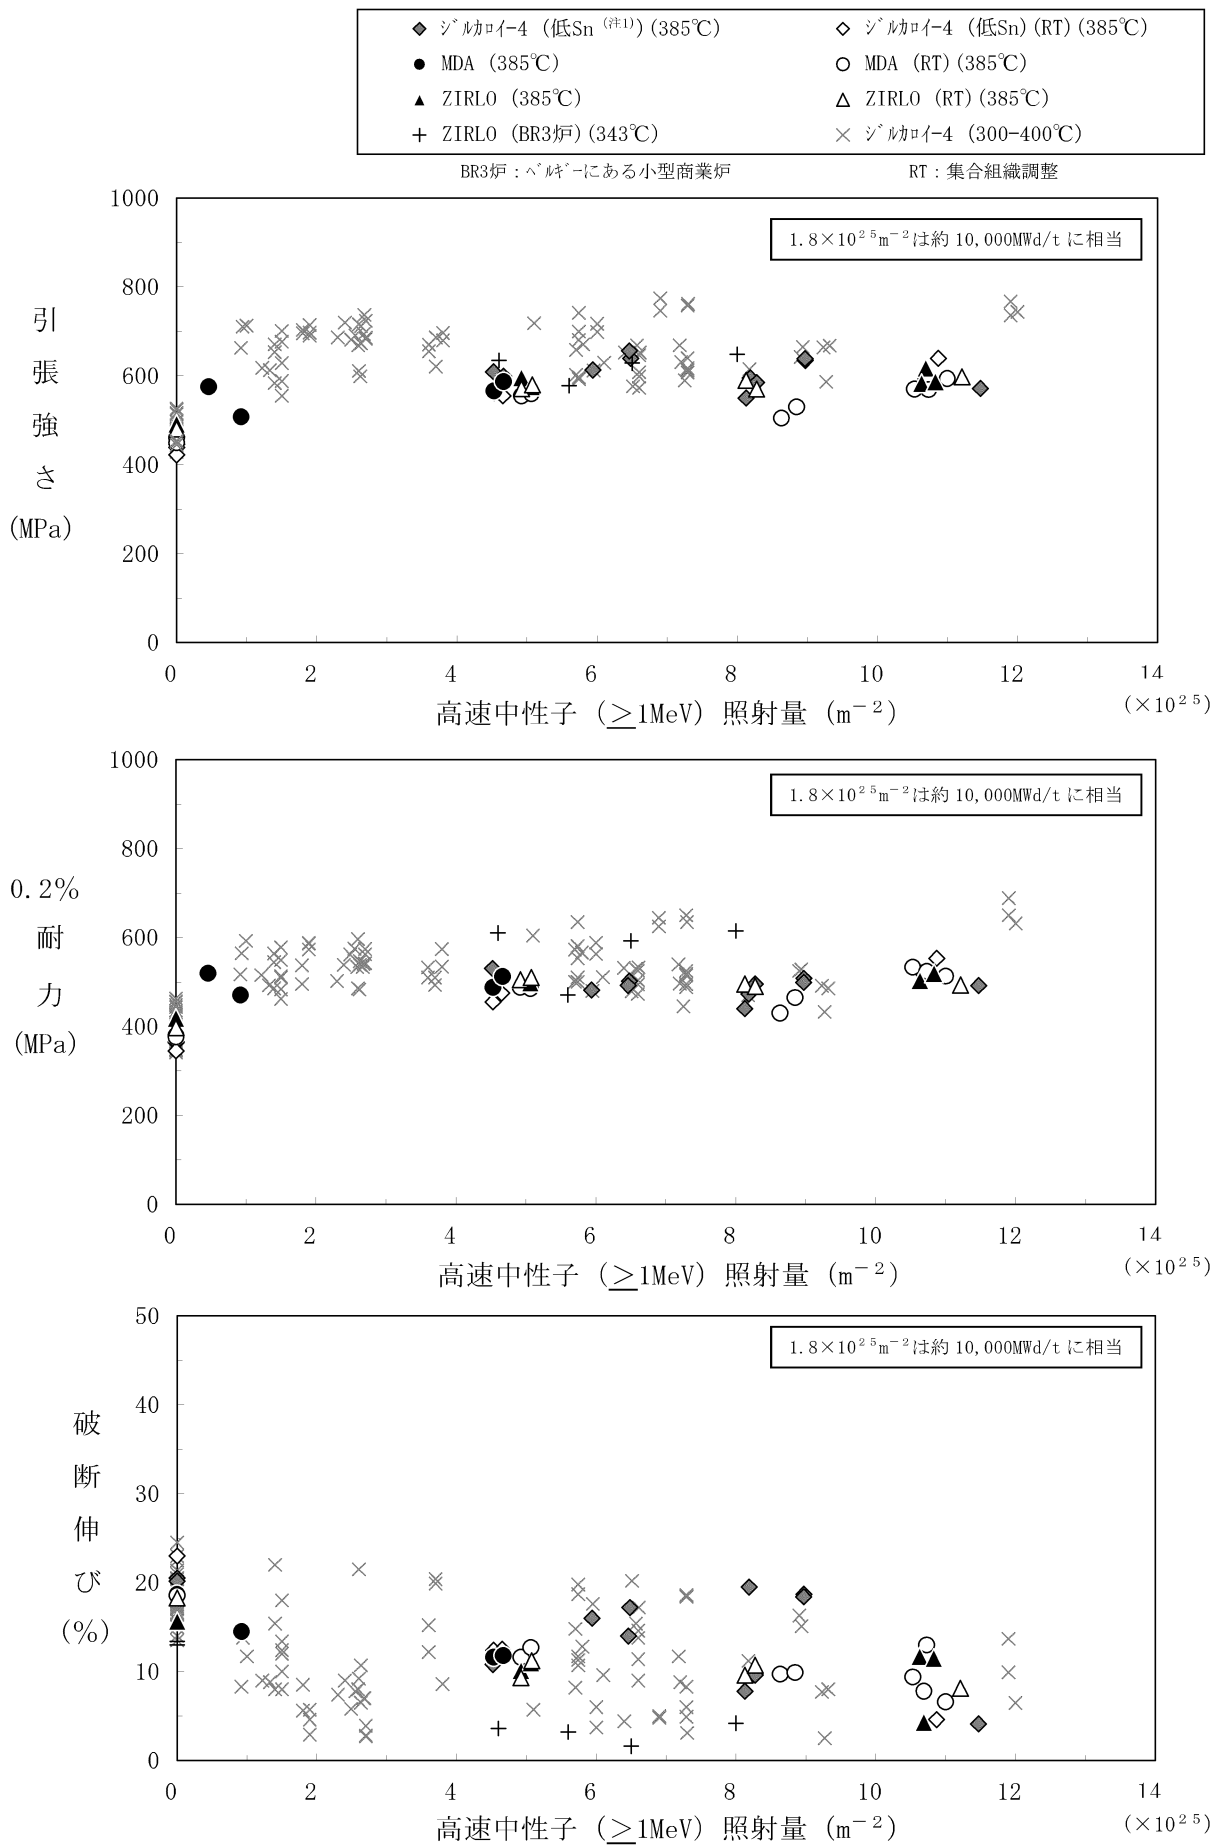 ｼﾞﾙｶﾛｲ-4 (低Sn (注1))(385℃)
ｼﾞﾙｶﾛｲ-4 (低Sn)(RT)(385℃)
MDA (385℃)
MDA (RT)(385℃)
ZIRLO (385℃)
ZIRLO (RT)(385℃)
ZIRLO (BR3炉)(343℃)
ｼﾞﾙｶﾛｲ-4 (300-400℃)
BR3炉：ﾍﾞﾙｷﾞｰにある小型商業炉
RT：集合組織調整
1000
800
600
400
200
0
引張強さ
(MPa)
1.8×10²⁵m⁻²は約10,000MWd/tに相当
0 2 4 6 8 10 12 14
高速中性子 (≥1MeV) 照射量 (m⁻²)
(×10²⁵)
1000
800
600
400
200
0
0.2%
耐力
(MPa)
1.8×10²⁵m⁻²は約10,000MWd/tに相当
0 2 4 6 8 10 12 14
高速中性子 (≥1MeV) 照射量 (m⁻²)
(×10²⁵)
50
40
30
20
10
0
破断伸び
(%)
1.8×10²⁵m⁻²は約10,000MWd/tに相当
0 2 4 6 8 10 12 14
高速中性子 (≥1MeV) 照射量 (m⁻²)
(×10²⁵)